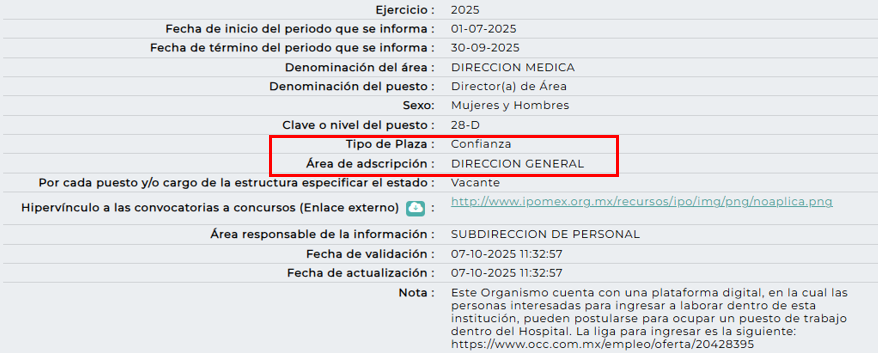 Ejercicio : 2025
Fecha de inicio del periodo que se informa : 01-07-2025
Fecha de término del periodo que se informa : 30-09-2025
Denominación del área : DIRECCION MEDICA
Denominación del puesto : Director(a) de Área
Sexo: Mujeres y Hombres
Clave o nivel del puesto : 28-D
Tipo de Plaza : Confianza
Área de adscripción : DIRECCION GENERAL
Por cada puesto y/o cargo de la estructura especificar el estado : Vacante
Hipervínculo a las convocatorias a concursos (Enlace externo) : http://www.ipomex.org.mx/recursos/ipo/img/png/noaplica.png
Área responsable de la información : SUBDIRECCION DE PERSONAL
Fecha de validación : 07-10-2025 11:32:57
Fecha de actualización : 07-10-2025 11:32:57
Nota : Este Organismo cuenta con una plataforma digital, en la cual las
personas interesadas para ingresar a laborar dentro de esta
institución, pueden postularse para ocupar un puesto de trabajo
dentro del Hospital. La liga para ingresar es la siguiente:
https://www.occ.com.mx/empleo/oferta/20428395